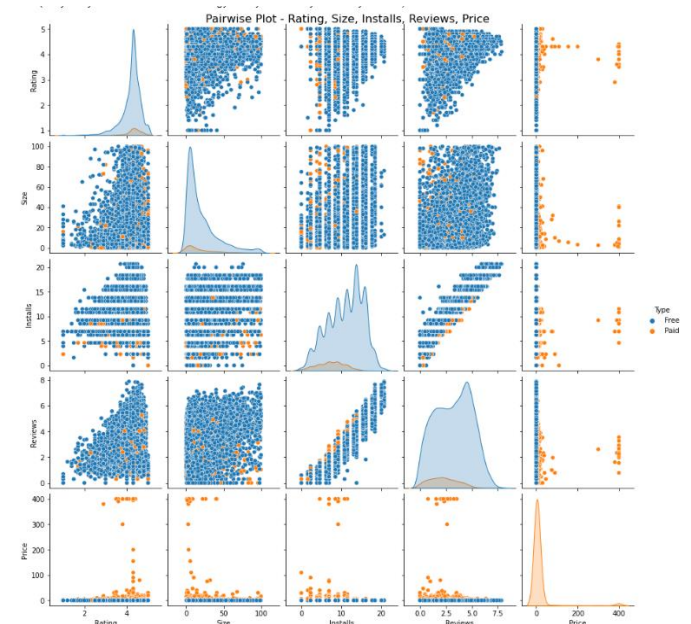 Pairwise Plot - Rating, Size, Installs, Reviews, Price
5
4
3
2
1
Rating
100
80
60
40
20
0
Size
20
15
10
5
0
Installs
Type
Free
Paid
8
6
4
2
0
Reviews
400
300
200
100
0
Price
2 4
0 50 100
0 10 20
0.0 2.5 5.0 7.5
0 200 400
Rating
Size
Installs
Reviews
Price